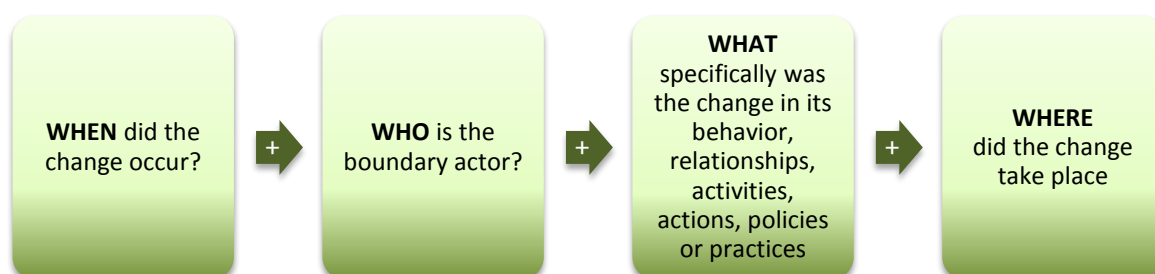 WHEN did the
change occur?
+
WHO is the
boundary actor?
+
WHAT
specifically was
the change in its
behavior,
relationships,
activities,
actions, policies
or practices
+
WHERE
did the change
take place